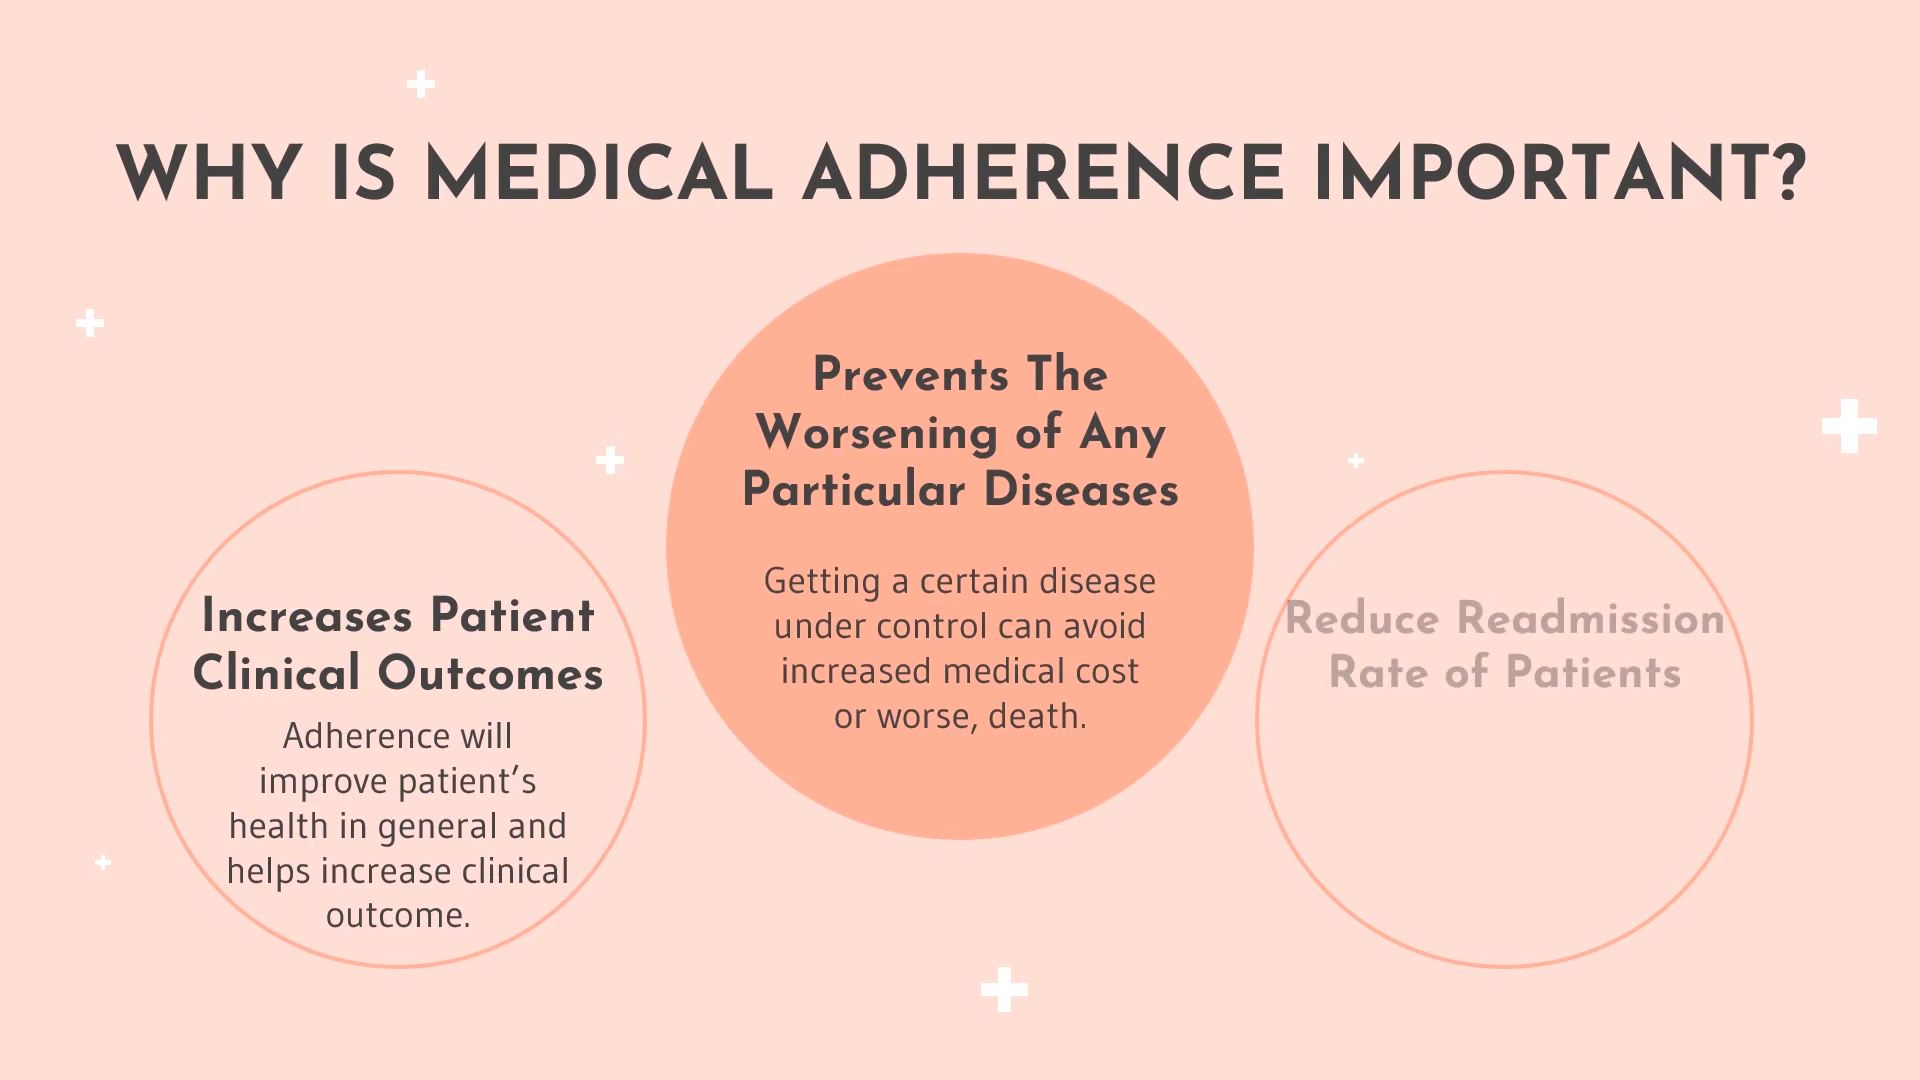 WHY IS MEDICAL ADHERENCE IMPORTANT?
Increases Patient
Clinical Outcomes
Adherence will
improve patient’s
health in general and
helps increase clinical
outcome.
Prevents The
Worsening of Any
Particular Diseases
Getting a certain disease
under control can avoid
increased medical cost
or worse, death.
Reduce Readmission
Rate of Patients